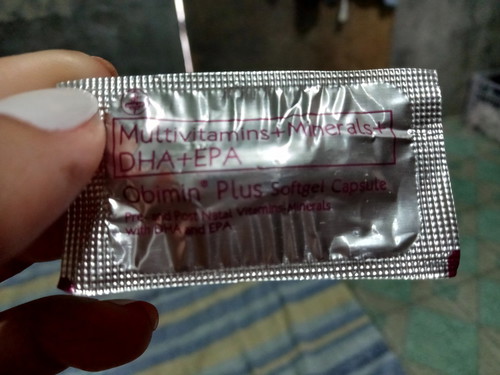 Multivitamins+Minerals+
DHA+EPA
Obimin® Plus Softgel Capsule
Pre and Post Natal Vitamins-Minerals
with DHA and EPA